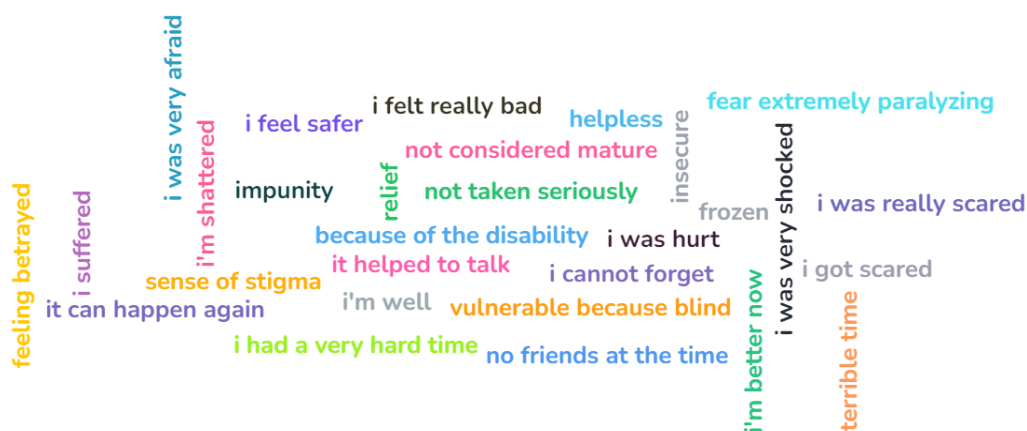 i was very afraid
i felt really bad
fear extremely paralyzing
i feel safer
helpless
insecure
i'm shattered
not considered mature
i was very shocked
impunity
relief
not taken seriously
feeling betrayed
i suffered
frozen
i was really scared
because of the disability
i was hurt
it helped to talk
i cannot forget
i got scared
sense of stigma
it can happen again
i'm well
vulnerable because blind
i'm better now
terrible time
i had a very hard time
no friends at the time